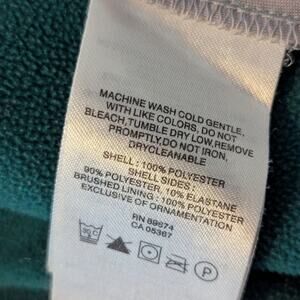 MACHINE WASH COLD GENTLE,
WITH LIKE COLORS, DO NOT
BLEACH,TUMBLE DRY LOW,REMOVE
PROMPTLY,DO NOT IRON,
DRYCLEANABLE
SHELL : 100% POLYESTER
SHELL SIDES :
90% POLYESTER, 10% ELASTANE
BRUSHED LINING : 100% POLYESTER
EXCLUSIVE OF ORNAMENTATION
RN 89674
CA 05367
30 C
P